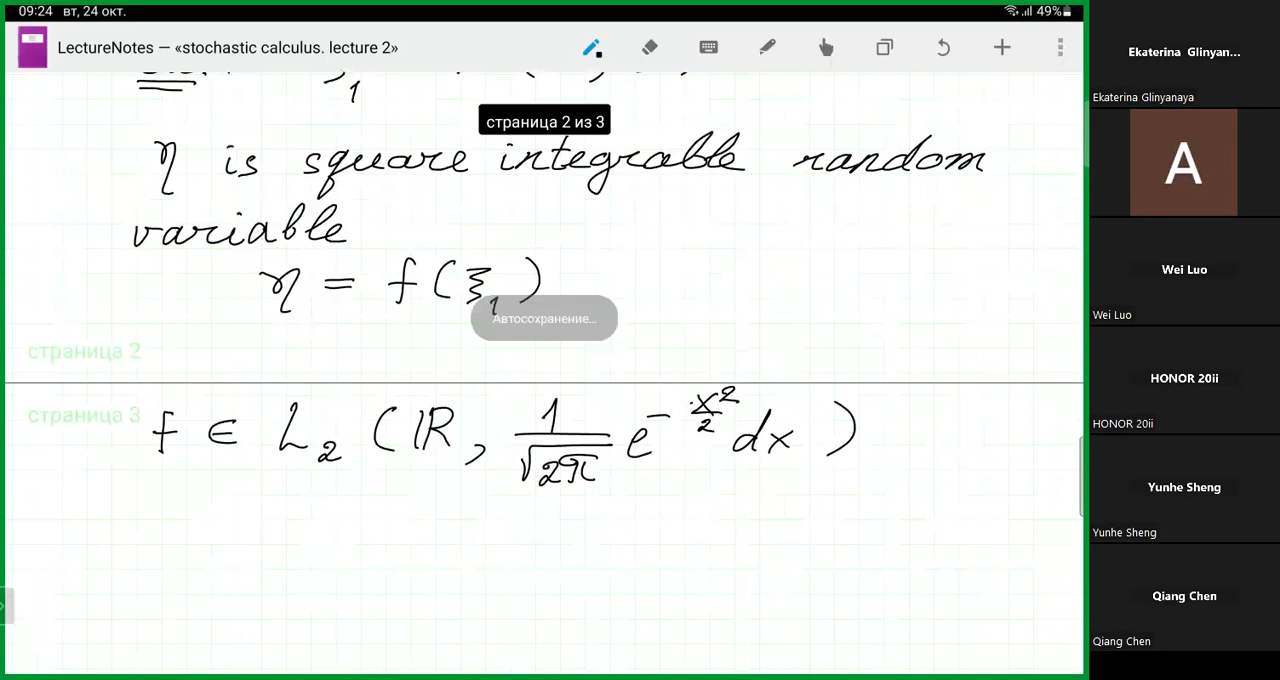 09:24 вт, 24 окт. 49%
LectureNotes — «stochastic calculus. lecture 2»
страница 2 из 3
η is square integrable random
variable
η = f(ξ₁)
Автосохранение...
страница 2
страница 3
f ∈ L₂ (ℝ, 1/√2π e^(-x²/2) dx)
Ekaterina Glinyan...
Ekaterina Glinyanaya
A
Wei Luo
Wei Luo
HONOR 20ii
HONOR 20ii
Yunhe Sheng
Yunhe Sheng
Qiang Chen
Qiang Chen